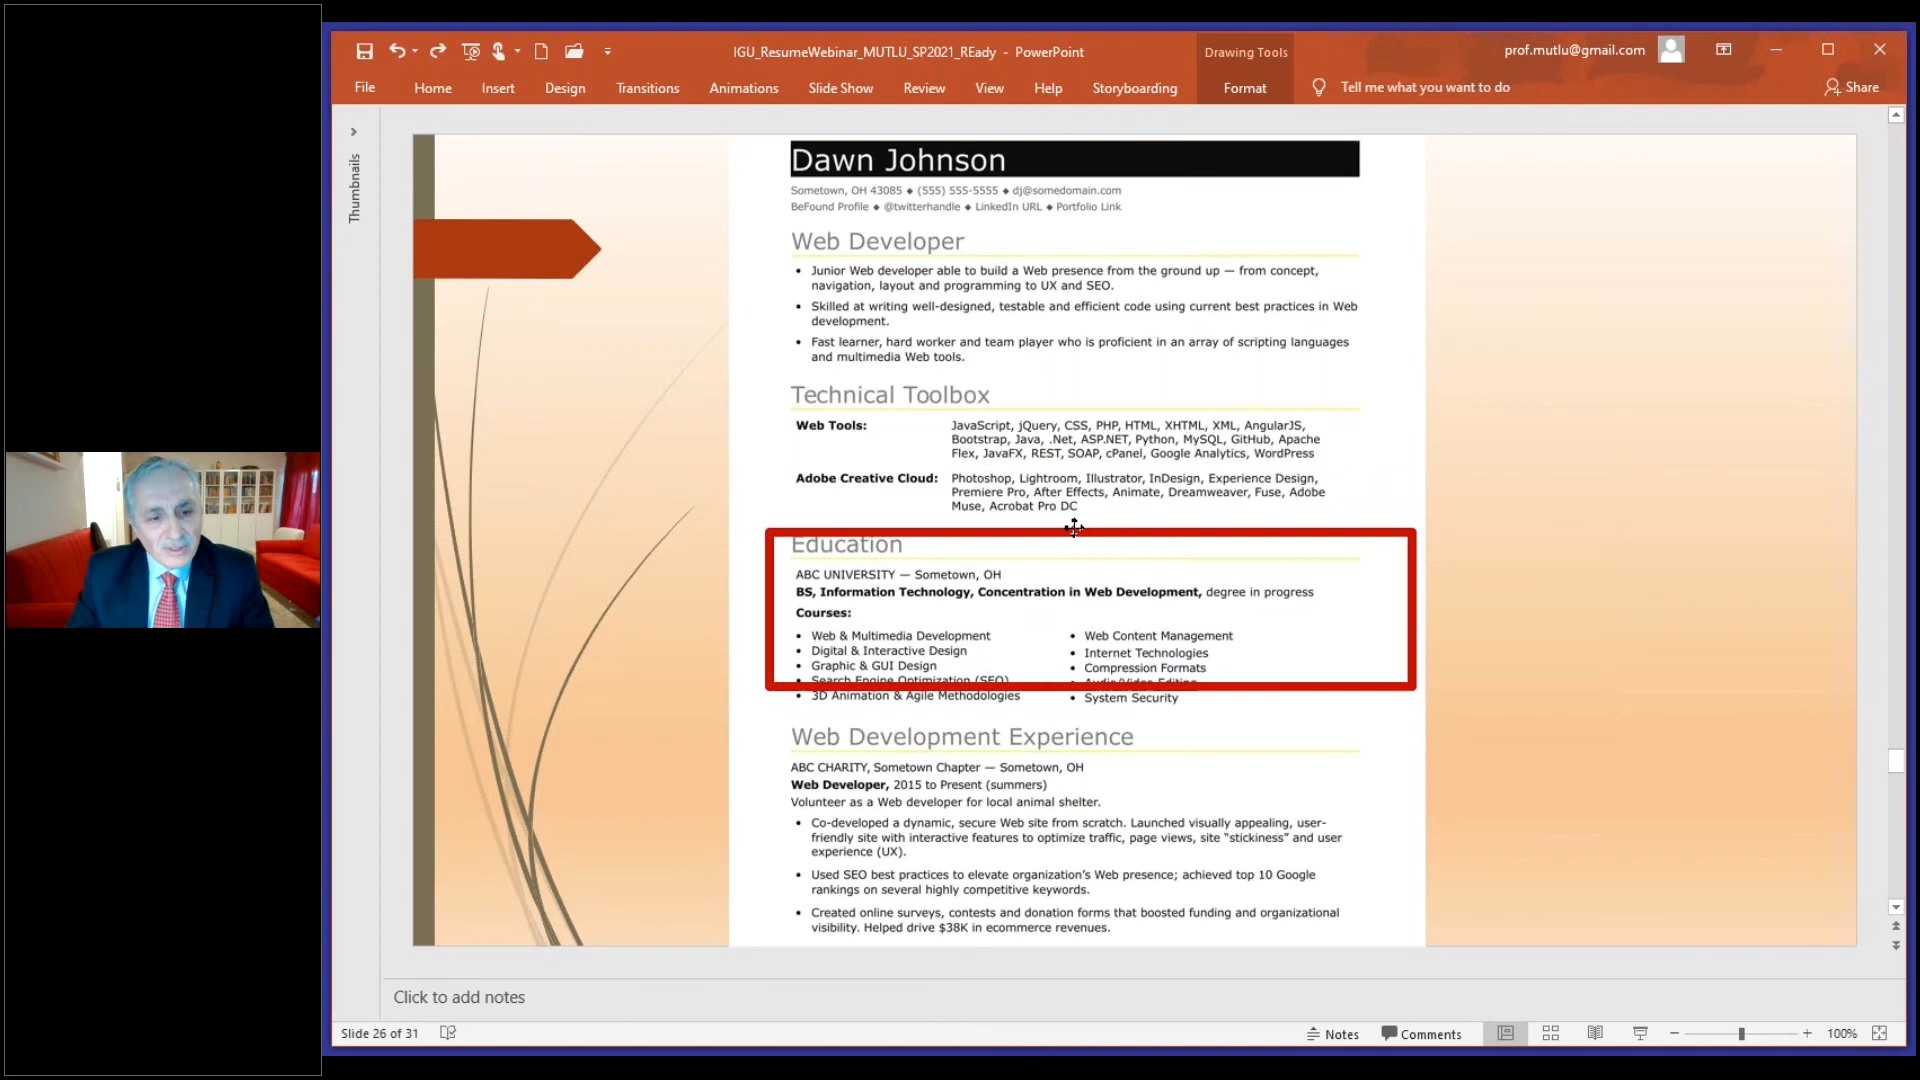 IGU_ResumeWebinar_MUTLU_SP2021_REady - PowerPoint
Drawing Tools
prof.mutlu@gmail.com
File Home Insert Design Transitions Animations Slide Show Review View Help Storyboarding Format Tell me what you want to do Share
Thumbnails
Dawn Johnson
Sometown, OH 43085 ◆ (555) 555-5555 ◆ dj@somedomain.com
BeFound Profile ◆ @twitterhandle ◆ LinkedIn URL ◆ Portfolio Link
Web Developer
• Junior Web developer able to build a Web presence from the ground up — from concept,
navigation, layout and programming to UX and SEO.
• Skilled at writing well-designed, testable and efficient code using current best practices in Web
development.
• Fast learner, hard worker and team player who is proficient in an array of scripting languages
and multimedia Web tools.
Technical Toolbox
Web Tools: JavaScript, jQuery, CSS, PHP, HTML, XHTML, XML, AngularJS,
Bootstrap, Java, .Net, ASP.NET, Python, MySQL, GitHub, Apache
Flex, JavaFX, REST, SOAP, cPanel, Google Analytics, WordPress
Adobe Creative Cloud: Photoshop, Lightroom, Illustrator, InDesign, Experience Design,
Premiere Pro, After Effects, Animate, Dreamweaver, Fuse, Adobe
Muse, Acrobat Pro DC
Education
ABC UNIVERSITY — Sometown, OH
BS, Information Technology, Concentration in Web Development, degree in progress
Courses:
• Web & Multimedia Development
• Digital & Interactive Design
• Graphic & GUI Design
• Search Engine Optimization (SEO)
• 3D Animation & Agile Methodologies
• Web Content Management
• Internet Technologies
• Compression Formats
• Audio/Video Editing
• System Security
Web Development Experience
ABC CHARITY, Sometown Chapter — Sometown, OH
Web Developer, 2015 to Present (summers)
Volunteer as a Web developer for local animal shelter.
• Co-developed a dynamic, secure Web site from scratch. Launched visually appealing, user-
friendly site with interactive features to optimize traffic, page views, site “stickiness” and user
experience (UX).
• Used SEO best practices to elevate organization’s Web presence; achieved top 10 Google
rankings on several highly competitive keywords.
• Created online surveys, contests and donation forms that boosted funding and organizational
visibility. Helped drive $38K in ecommerce revenues.
Click to add notes
Slide 26 of 31 Notes Comments 100%